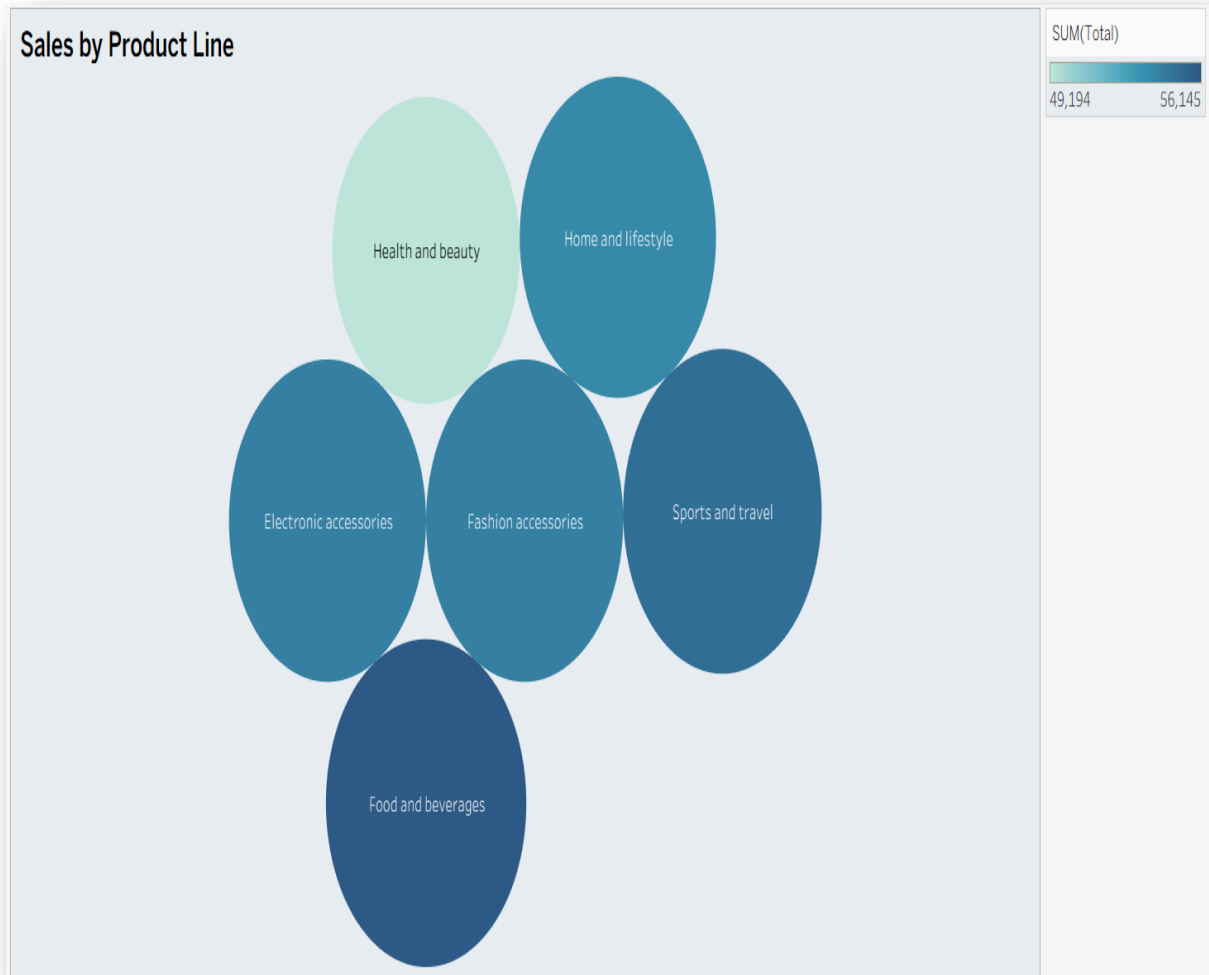 Sales by Product Line
SUM(Total)
49,194 56,145
Health and beauty
Home and lifestyle
Electronic accessories
Fashion accessories
Sports and travel
Food and beverages